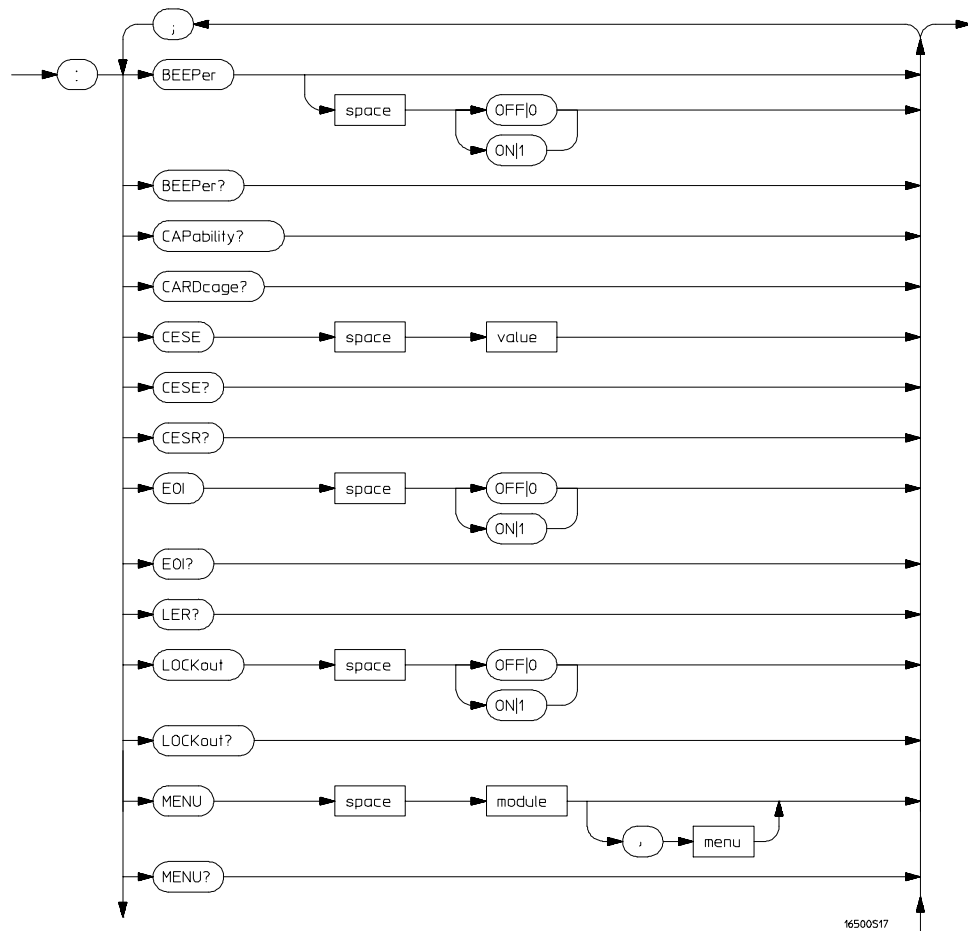 ;
: BEEPer
space OFF|0
ON|1
BEEPer?
CAPability?
CARDcage?
CESE space value
CESE?
CESR?
EOI space OFF|0
ON|1
EOI?
LER?
LOCKout space OFF|0
ON|1
LOCKout?
MENU space module
, menu
MENU?
16500S17